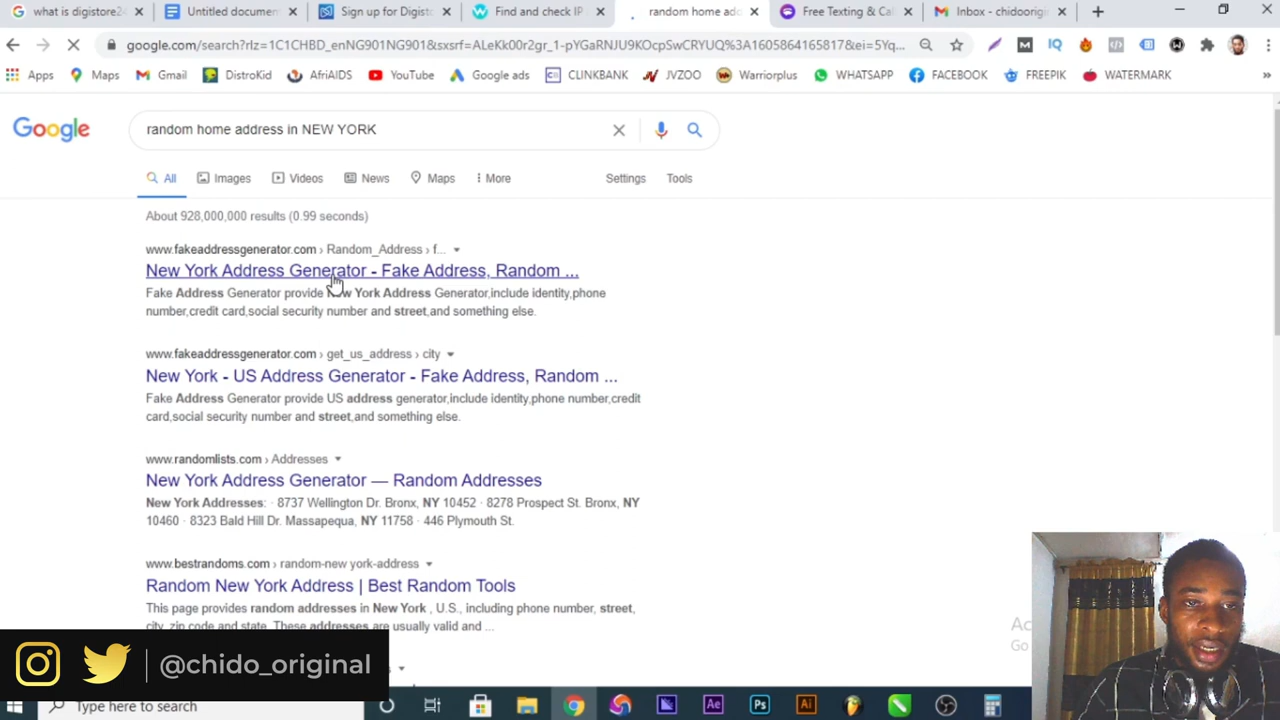 what is digistore24
Untitled documen
Sign up for Digist
Find and check IP
random home add
Free Texting & Cal
Inbox - chidoorigin
google.com/search?rlz=1C1CHBD_enNG901NG901&sxsrf=ALeKk00r2gr_1-pYGaRNJU9KOcpSwCRYUQ%3A1605864165817&ei=5Yq...
Apps
Maps
Gmail
DistroKid
AfriAIDS
YouTube
Google ads
CLINKBANK
JVZOO
Warriorplus
WHATSAPP
FACEBOOK
FREEPIK
WATERMARK
Google
random home address in NEW YORK
All
Images
Videos
News
Maps
More
Settings
Tools
About 928,000,000 results (0.99 seconds)
www.fakeaddressgenerator.com › Random_Address › f...
New York Address Generator - Fake Address, Random ...
Fake Address Generator provide New York Address Generator,include identity,phone
number,credit card,social security number and street,and something else.
www.fakeaddressgenerator.com › get_us_address › city
New York - US Address Generator - Fake Address, Random ...
Fake Address Generator provide US address generator,include identity,phone number,credit
card,social security number and street,and something else.
www.randomlists.com › Addresses
New York Address Generator — Random Addresses
New York Addresses: · 8737 Wellington Dr. Bronx, NY 10452 · 8278 Prospect St. Bronx, NY
10460 · 8323 Bald Hill Dr. Massapequa, NY 11758 · 446 Plymouth St.
www.bestrandoms.com › random-new york-address
Random New York Address | Best Random Tools
This page provides random addresses in New York , U.S., including phone number, street,
city, zip code and state. These addresses are usually valid and ...
@chido_original
Ac
Go
Type here to search